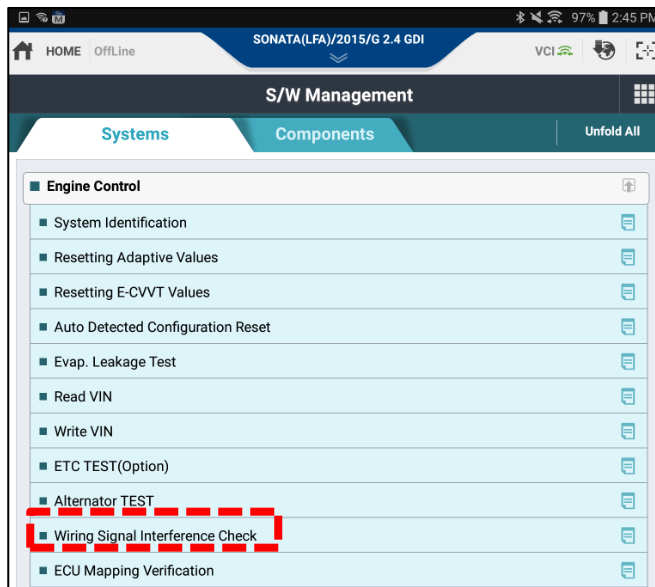 97% 2:45 PM
HOME OffLine
SONATA(LFA)/2015/G 2.4 GDI
VCI
S/W Management
Systems
Components
Unfold All
Engine Control
System Identification
Resetting Adaptive Values
Resetting E-CVVT Values
Auto Detected Configuration Reset
Evap. Leakage Test
Read VIN
Write VIN
ETC TEST(Option)
Alternator TEST
Wiring Signal Interference Check
ECU Mapping Verification